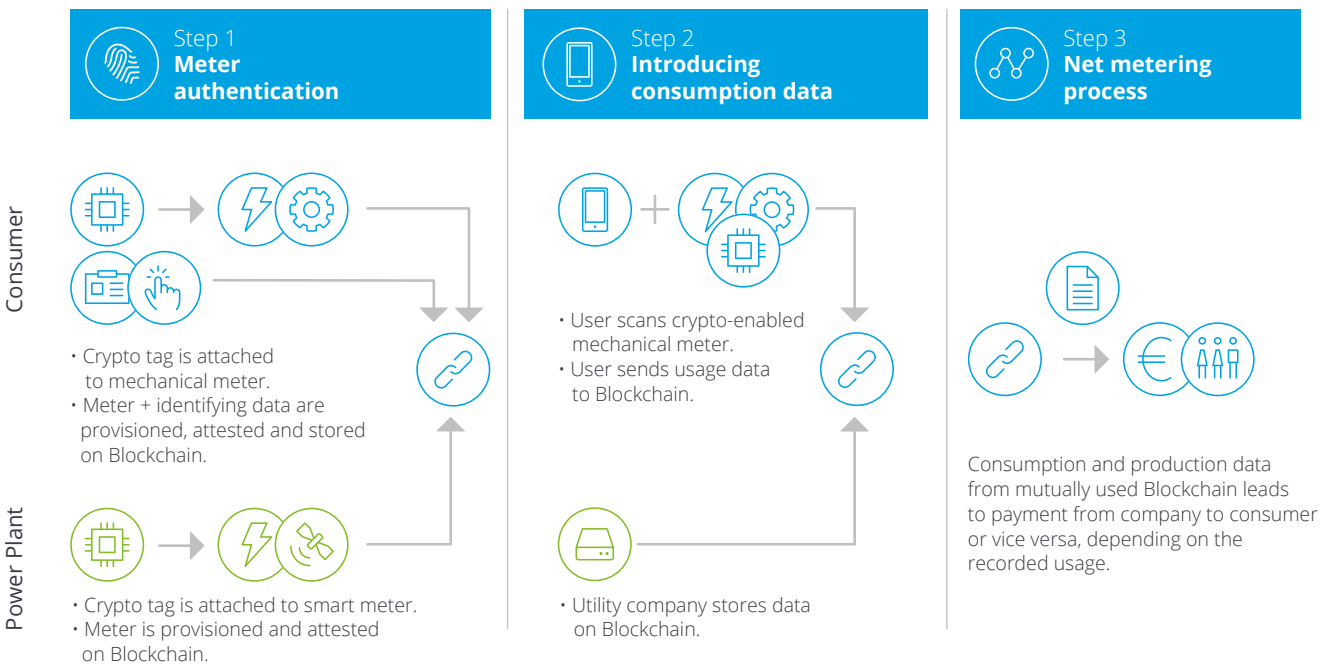 Step 1
Meter
authentication
Step 2
Introducing
consumption data
Step 3
Net metering
process
Consumer
• Crypto tag is attached
to mechanical meter.
• Meter + identifying data are
provisioned, attested and stored
on Blockchain.
• User scans crypto-enabled
mechanical meter.
• User sends usage data
to Blockchain.
Consumption and production data
from mutually used Blockchain leads
to payment from company to consumer
or vice versa, depending on the
recorded usage.
Power Plant
• Crypto tag is attached to smart meter.
• Meter is provisioned and attested
on Blockchain.
• Utility company stores data
on Blockchain.